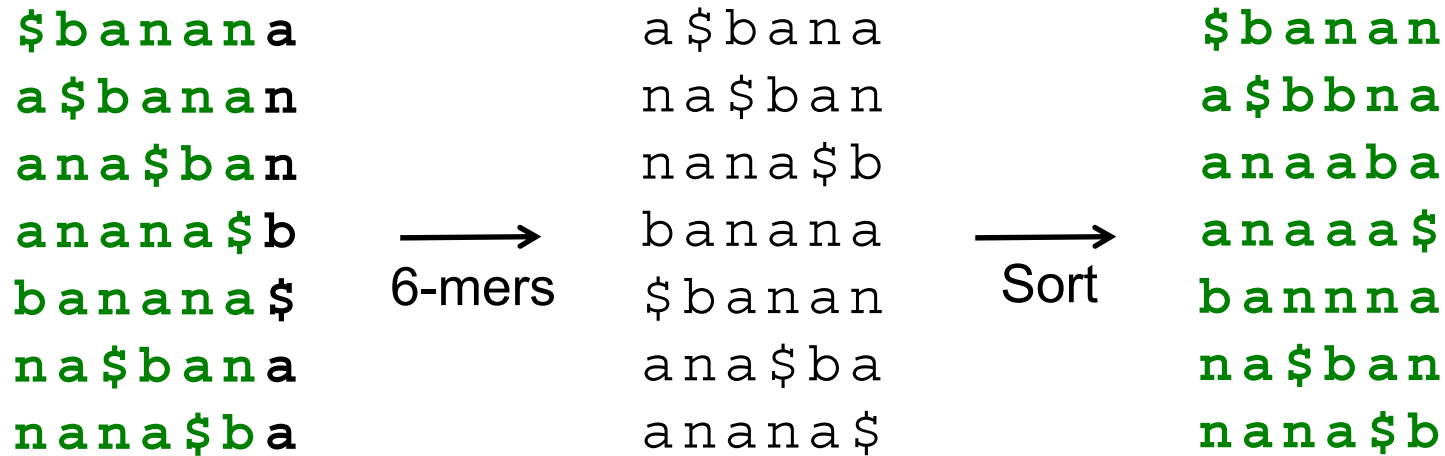 $banana a$bana $banan
a$banan na$ban a$bbna
ana$ban nana$b anaaba
anana$b banana anaaa$
banana$ 6-mers $banan Sort bannna
na$bana ana$ba na$ban
nana$ba anana$ nana$b